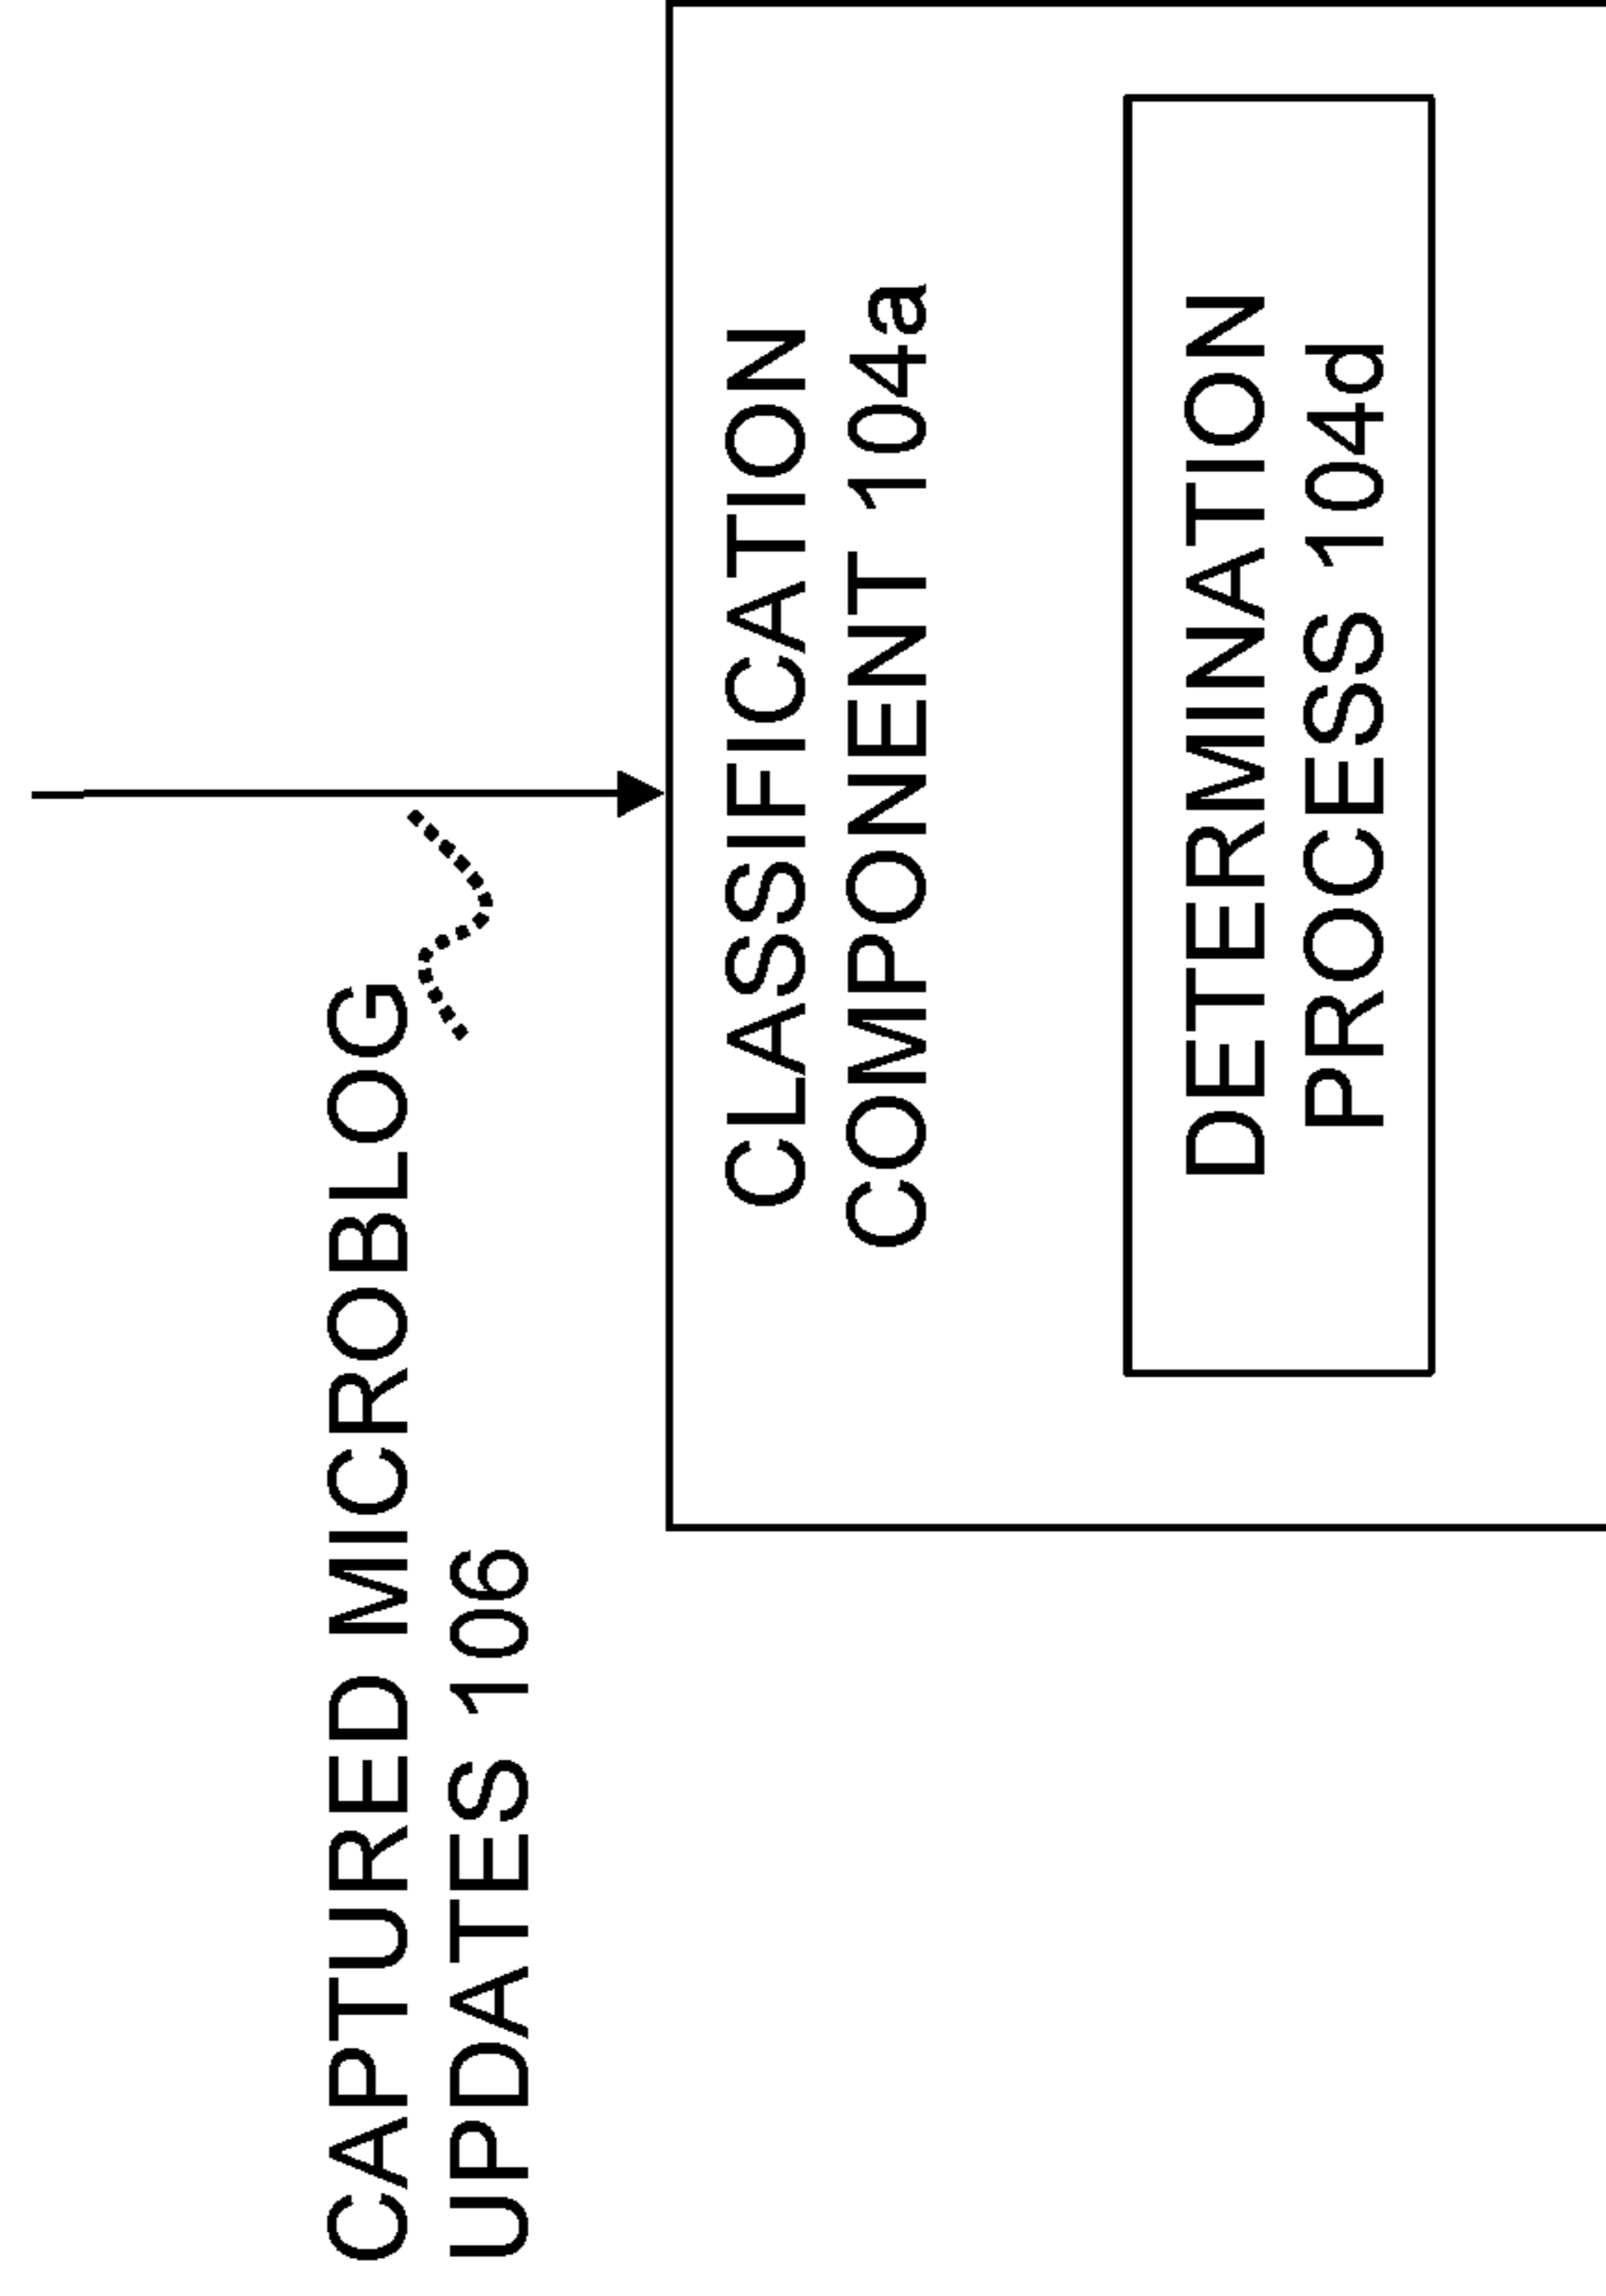 CAPTURED MICROBLOG
UPDATES 106
CLASSIFICATION
COMPONENT 104a
DETERMINATION
PROCESS 104d